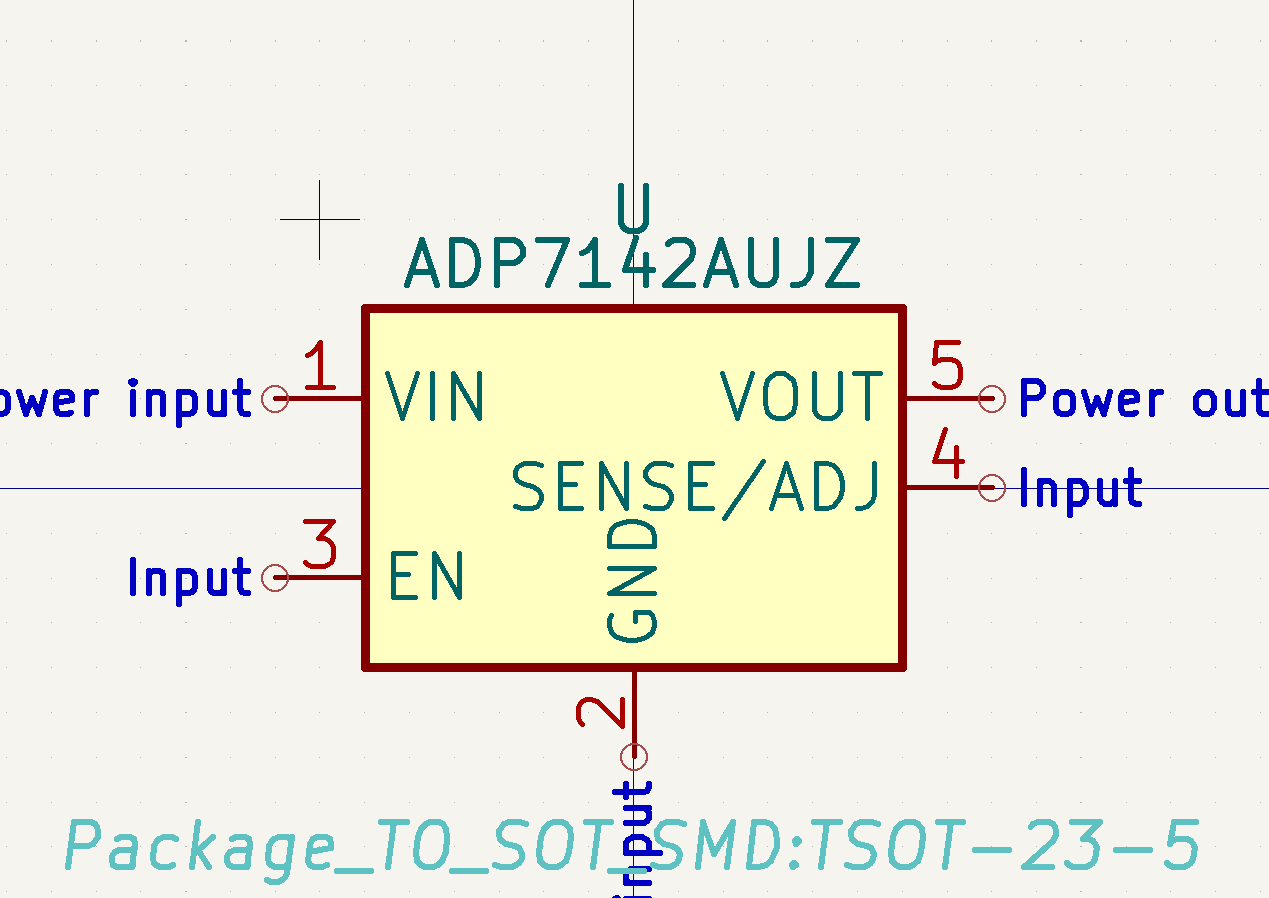 U
ADP7142AUJZ
1 5
ower input VIN VOUT Power out
4
SENSE/ADJ Input
3
Input EN
GND
2
input
Package_TO_SOT_SMD:TSOT-23-5